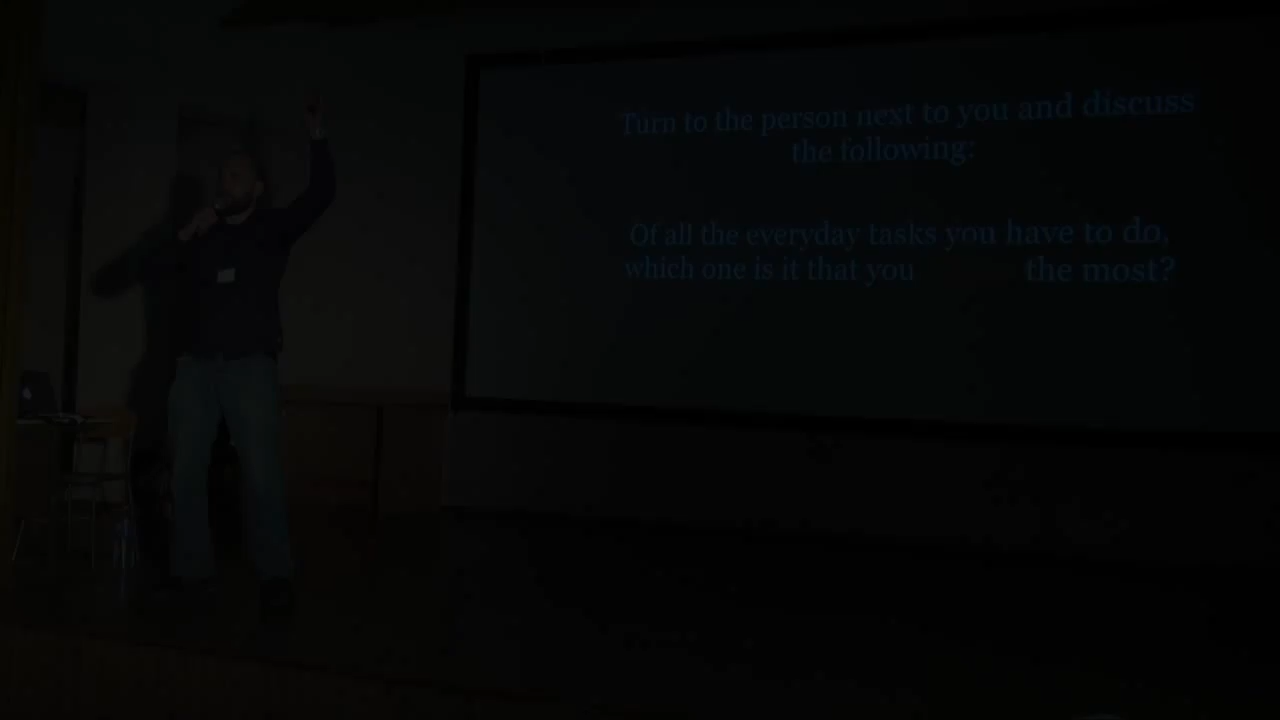 Turn to the person next to you and discuss
the following:
Of all the everyday tasks you have to do,
which one is it that you the most?